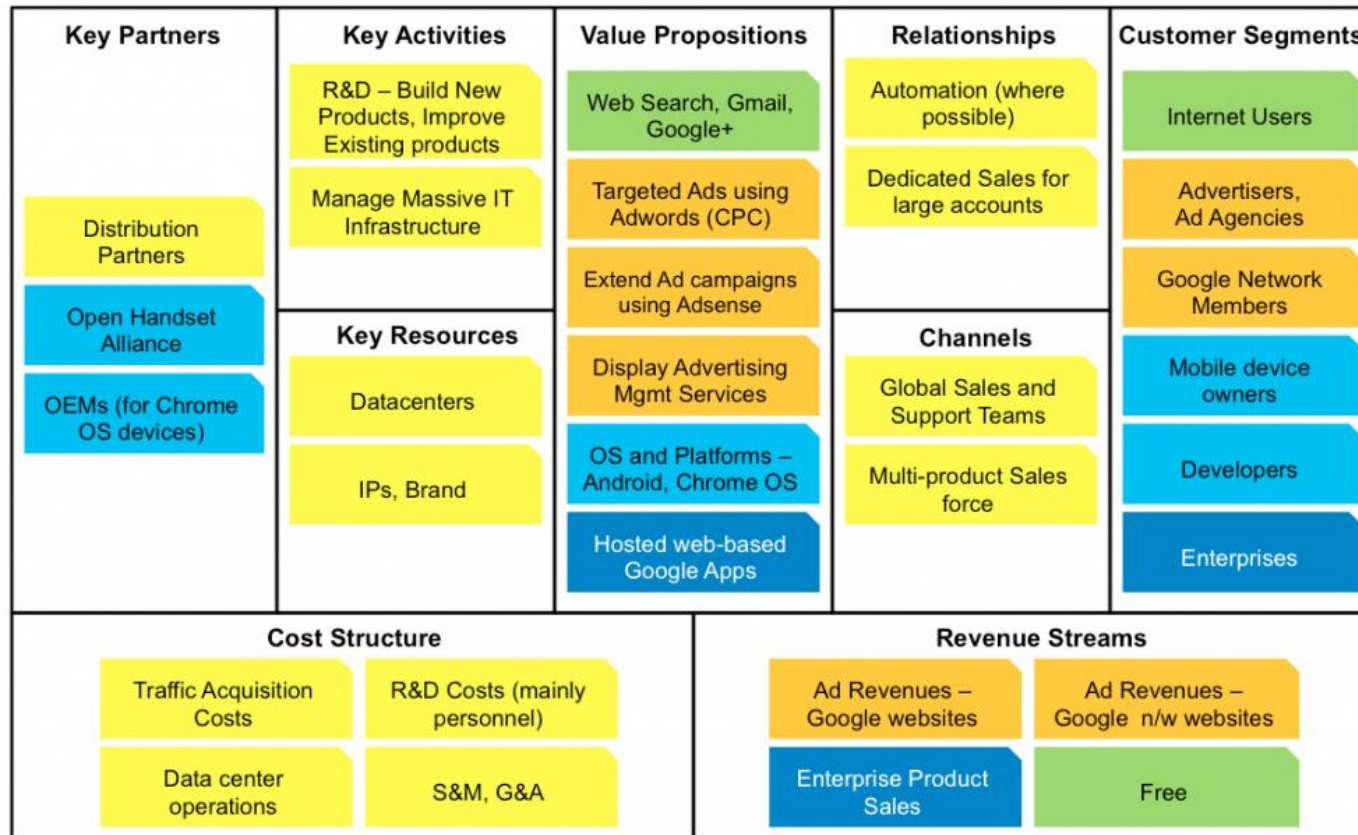 Key Partners
Distribution
Partners
Open Handset
Alliance
OEMs (for Chrome
OS devices)
Key Activities
R&D – Build New
Products, Improve
Existing products
Manage Massive IT
Infrastructure
Key Resources
Datacenters
IPs, Brand
Value Propositions
Web Search, Gmail,
Google+
Targeted Ads using
Adwords (CPC)
Extend Ad campaigns
using Adsense
Display Advertising
Mgmt Services
OS and Platforms –
Android, Chrome OS
Hosted web-based
Google Apps
Relationships
Automation (where
possible)
Dedicated Sales for
large accounts
Channels
Global Sales and
Support Teams
Multi-product Sales
force
Customer Segments
Internet Users
Advertisers,
Ad Agencies
Google Network
Members
Mobile device
owners
Developers
Enterprises
Cost Structure
Traffic Acquisition
Costs
R&D Costs (mainly
personnel)
Data center
operations
S&M, G&A
Revenue Streams
Ad Revenues –
Google websites
Ad Revenues –
Google n/w websites
Enterprise Product
Sales
Free